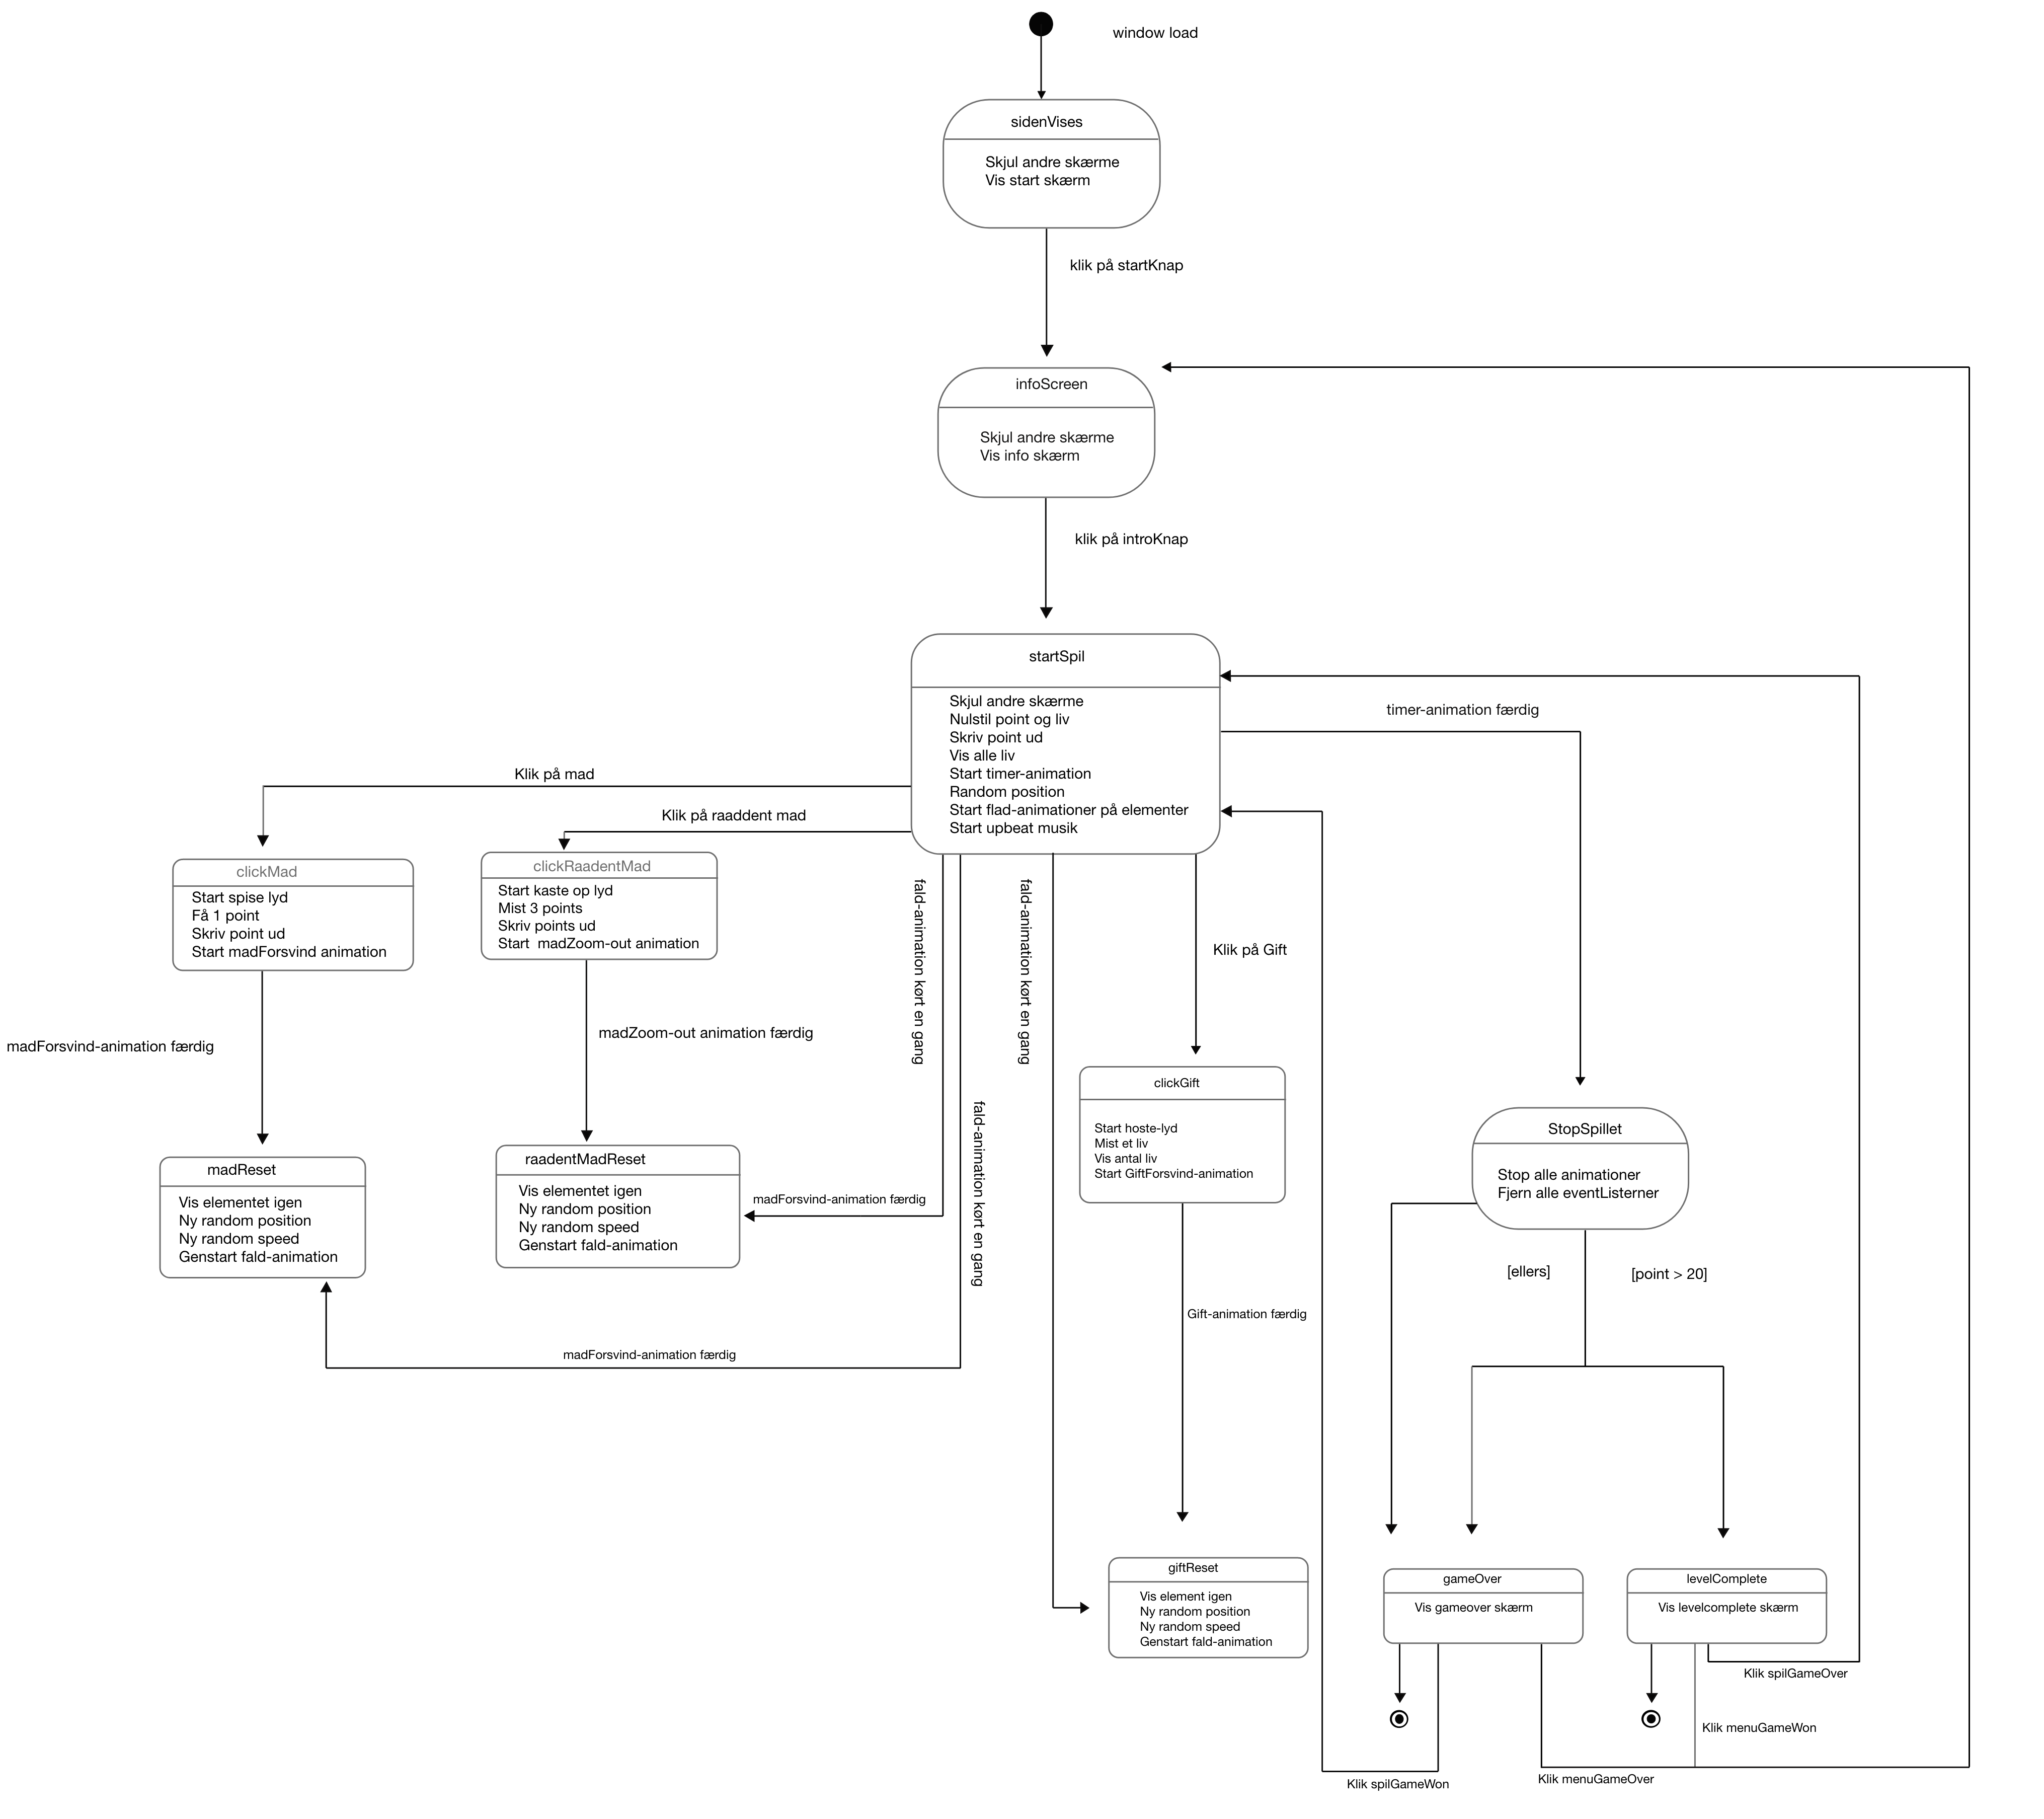 window load
sidenVises
Skjul andre skærme
Vis start skærm
klik på startKnap
infoScreen
Skjul andre skærme
Vis info skærm
klik på introKnap
startSpil
Skjul andre skærme
Nulstil point og liv
Skriv point ud
Vis alle liv
Start timer-animation
Random position
Start flad-animationer på elementer
Start upbeat musik
timer-animation færdig
Klik på mad
Klik på raaddent mad
clickMad
Start spise lyd
Få 1 point
Skriv point ud
Start madForsvind animation
clickRaadentMad
Start kaste op lyd
Mist 3 points
Skriv points ud
Start  madZoom-out animation
fald-animation kørt en gang
fald-animation kørt en gang
fald-animation kørt en gang
Klik på Gift
madForsvind-animation færdig
madZoom-out animation færdig
clickGift
Start hoste-lyd
Mist et liv
Vis antal liv
Start GiftForsvind-animation
StopSpillet
Stop alle animationer
Fjern alle eventListerner
madReset
Vis elementet igen
Ny random position
Ny random speed
Genstart fald-animation
raadentMadReset
Vis elementet igen
Ny random position
Ny random speed
Genstart fald-animation
madForsvind-animation færdig
[ellers]
[point > 20]
Gift-animation færdig
madForsvind-animation færdig
giftReset
Vis element igen
Ny random position
Ny random speed
Genstart fald-animation
gameOver
Vis gameover skærm
levelComplete
Vis levelcomplete skærm
Klik spilGameOver
Klik menuGameWon
Klik menuGameOver
Klik spilGameWon